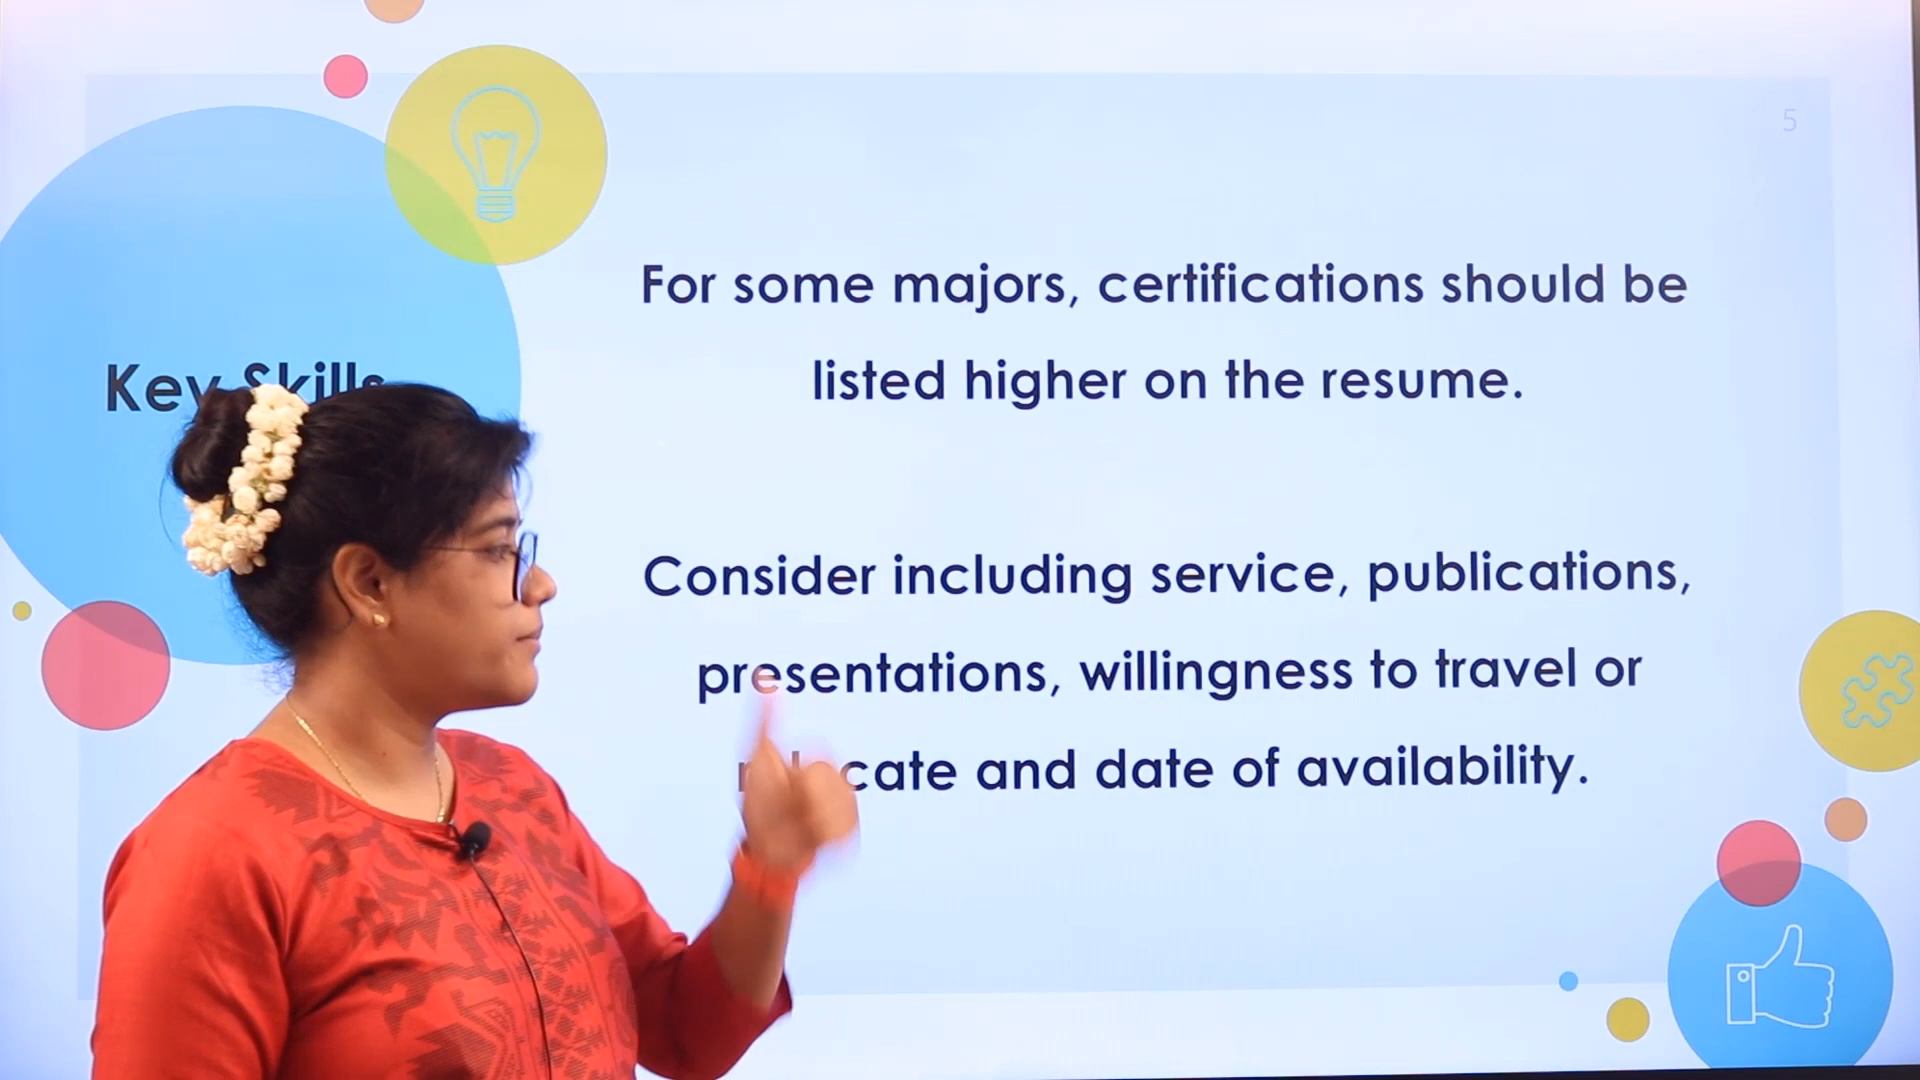 5
Key Skills
For some majors, certifications should be
listed higher on the resume.
Consider including service, publications,
presentations, willingness to travel or
relocate and date of availability.